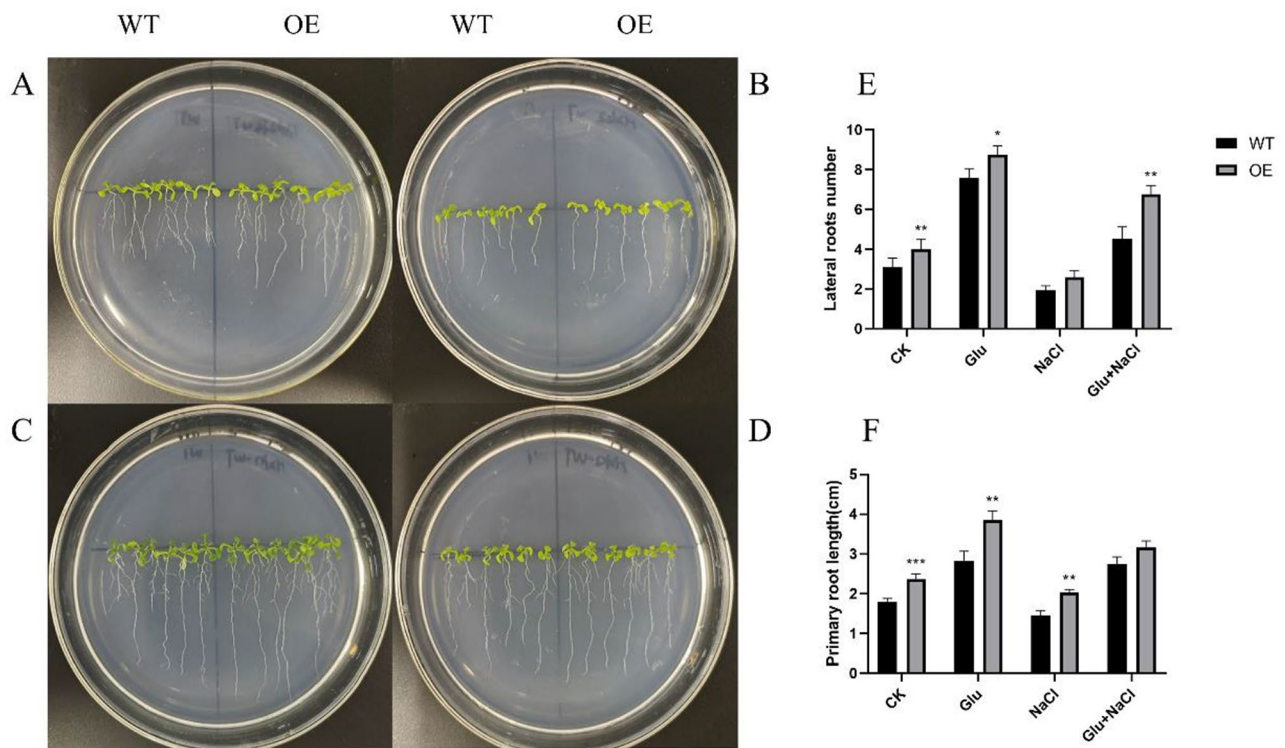 WT OE WT OE
A
B
C
D
E
Lateral roots number
10
8
6
4
2
0
**
*
**
CK
Glu
NaCl
Glu+NaCl
WT
OE
F
Primary root length(cm)
5
4
3
2
1
0
***
**
**
CK
Glu
NaCl
Glu+NaCl